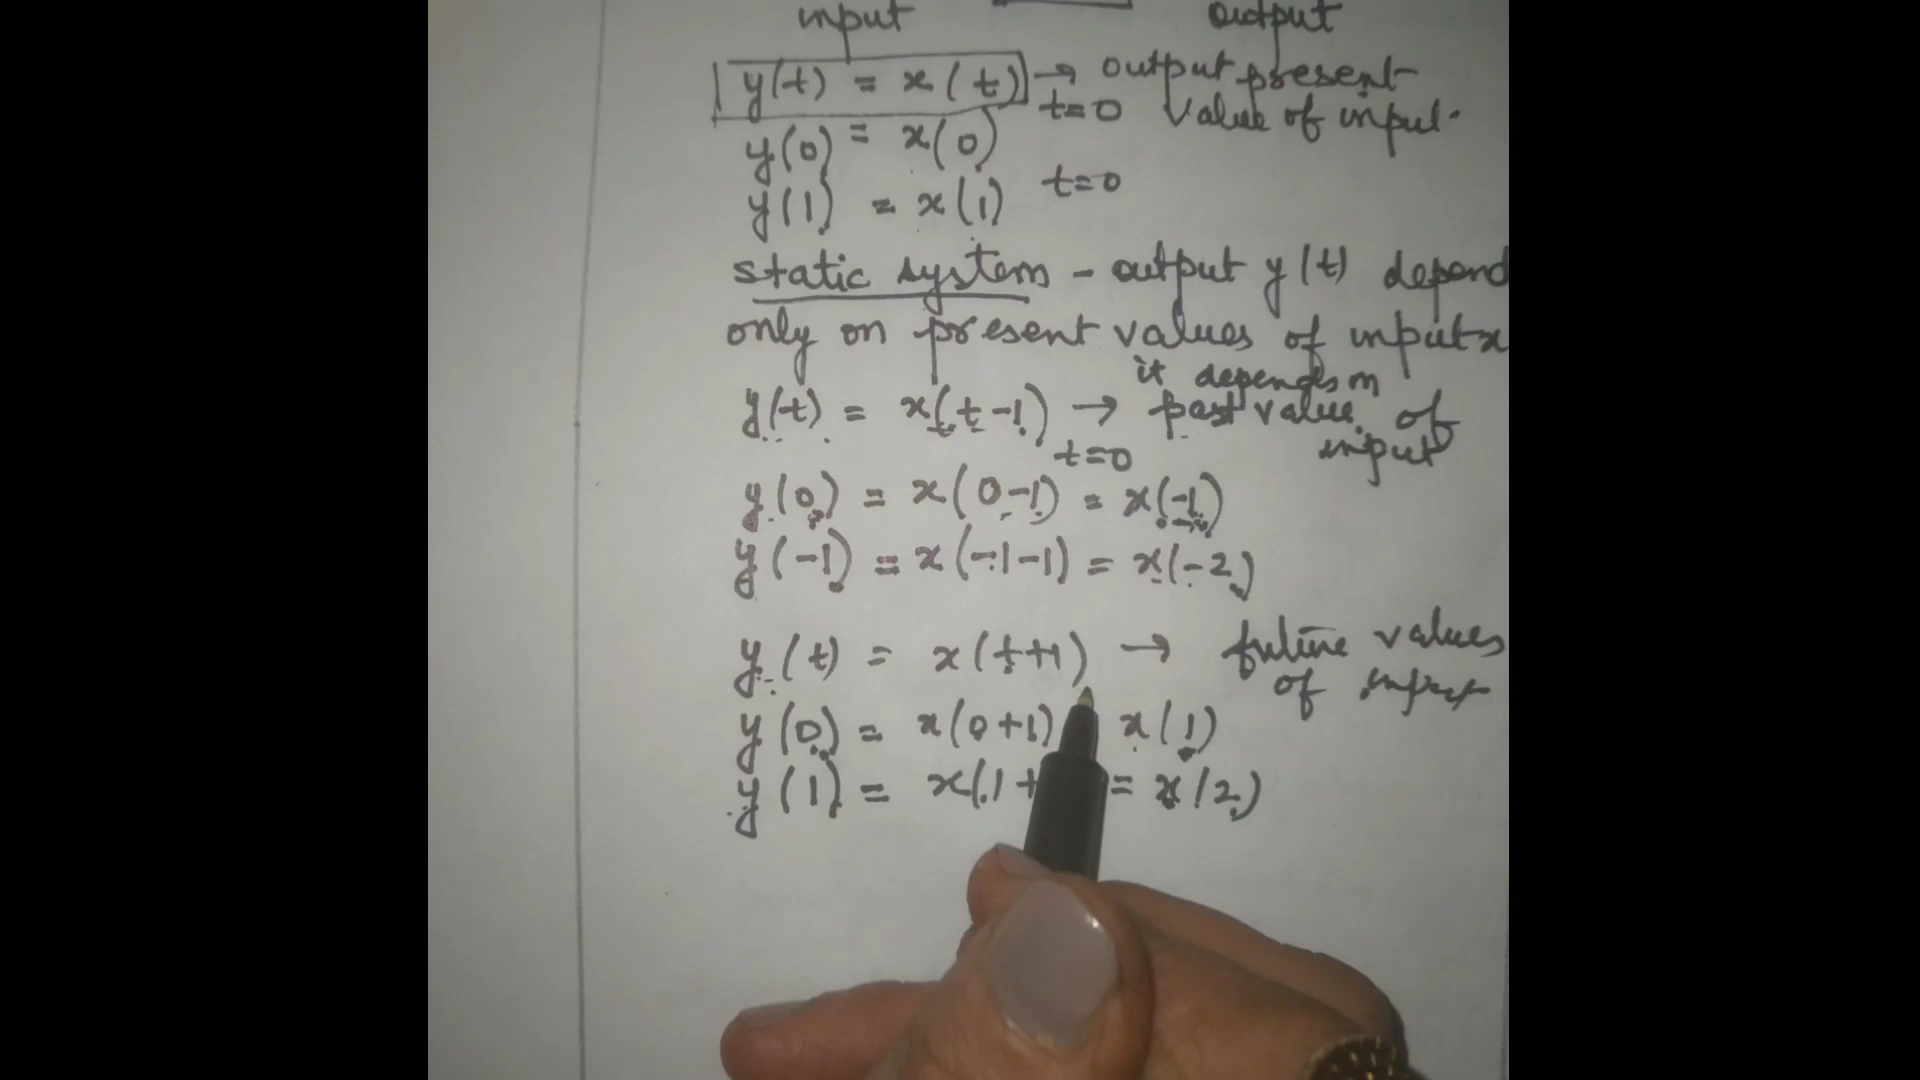 input output
y(t) = x(t) → output present
t=0 value of input.
y(0) = x(0)
t=0
y(1) = x(1)
static system - output y(t) depend
only on present values of input x
it depends on
y(t) = x(t-1) → past value of
input
t=0
y(0) = x(0-1) = x(-1)
y(-1) = x(-1-1) = x(-2)
y(t) = x(t+1) → future values
of input
y(0) = x(0+1) x(1)
y(1) = x(1+ = x(2)